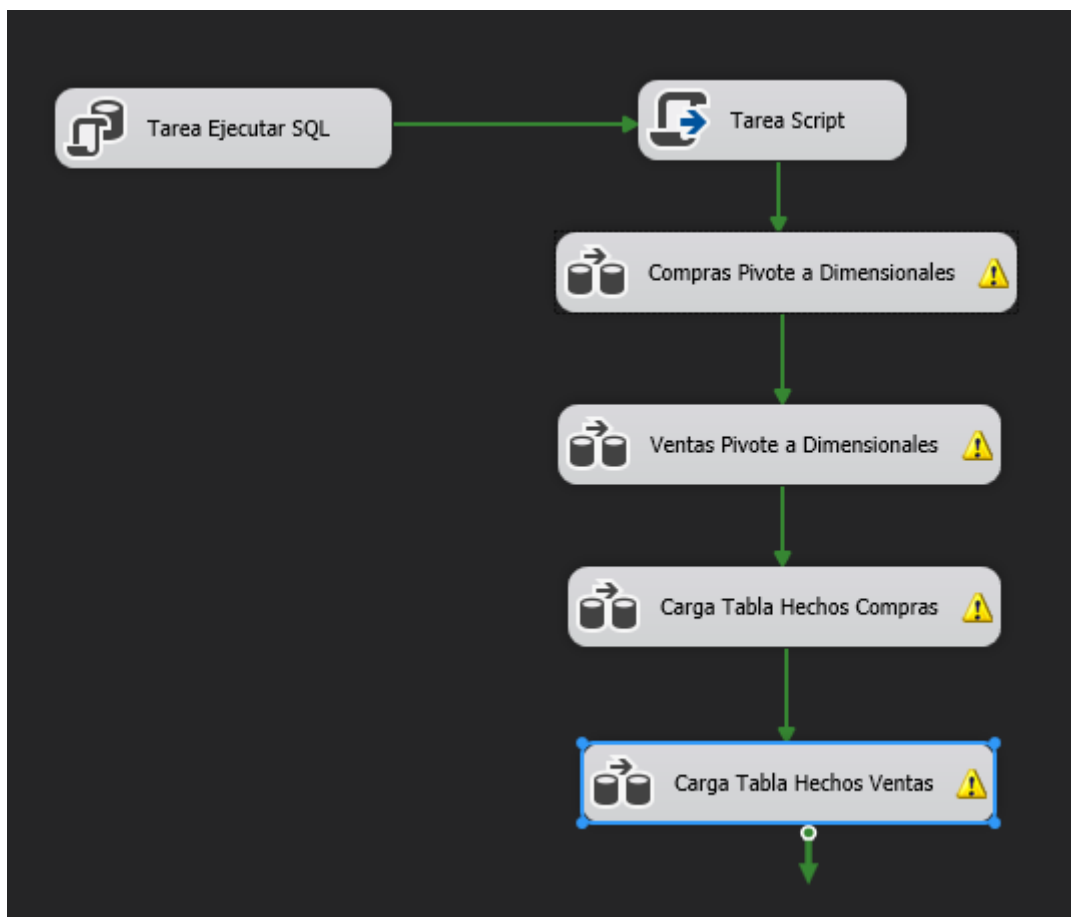 Tarea Ejecutar SQL
Tarea Script
Compras Pivote a Dimensionales
Ventas Pivote a Dimensionales
Carga Tabla Hechos Compras
Carga Tabla Hechos Ventas